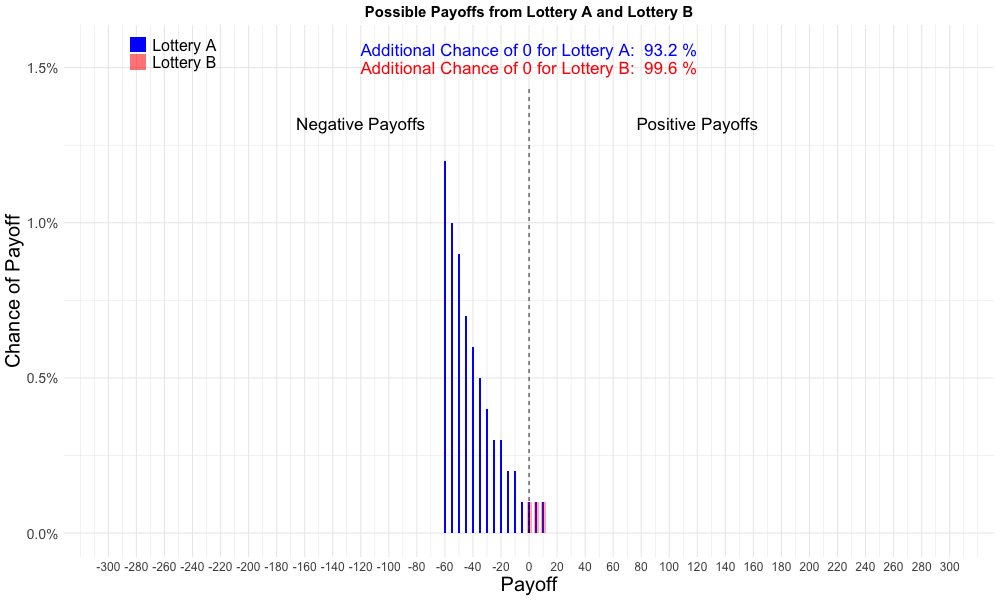 Possible Payoffs from Lottery A and Lottery B
Lottery A
Lottery B
Additional Chance of 0 for Lottery A: 93.2 %
Additional Chance of 0 for Lottery B: 99.6 %
Negative Payoffs
Positive Payoffs
Chance of Payoff
1.5%
1.0%
0.5%
0.0%
-300 -280 -260 -240 -220 -200 -180 -160 -140 -120 -100 -80 -60 -40 -20 0 20 40 60 80 100 120 140 160 180 200 220 240 260 280 300
Payoff